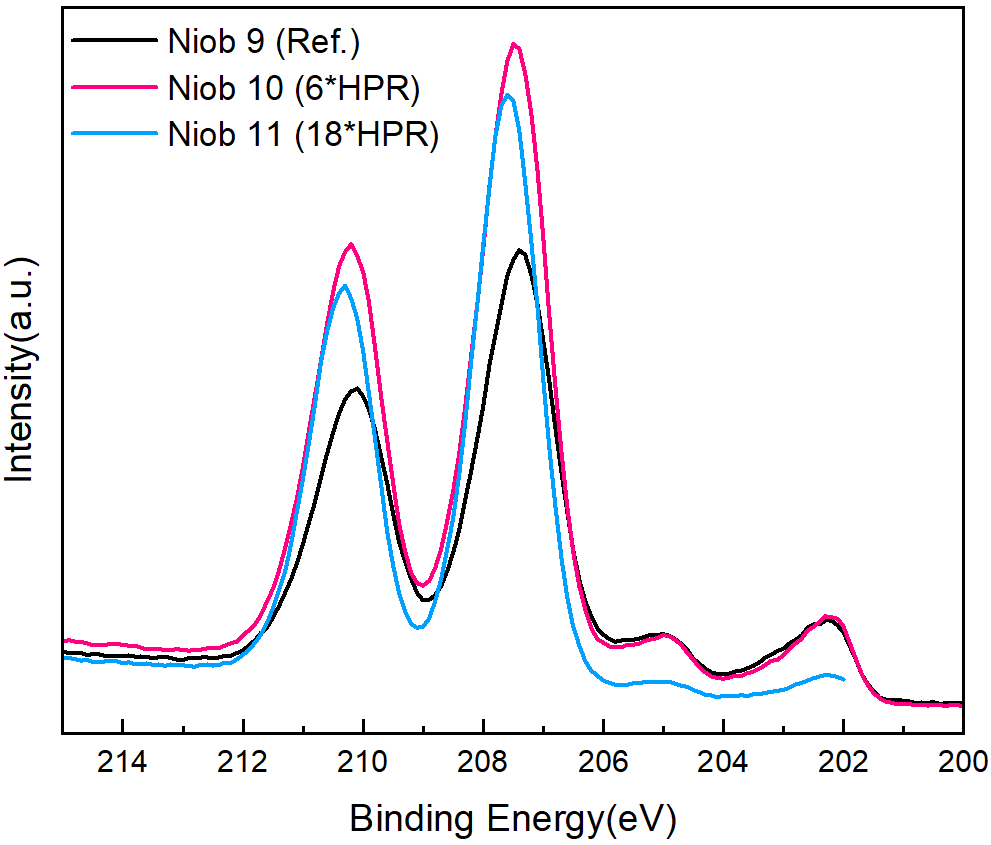 Niob 9 (Ref.)
Niob 10 (6*HPR)
Niob 11 (18*HPR)
Intensity(a.u.)
214 212 210 208 206 204 202 200
Binding Energy(eV)